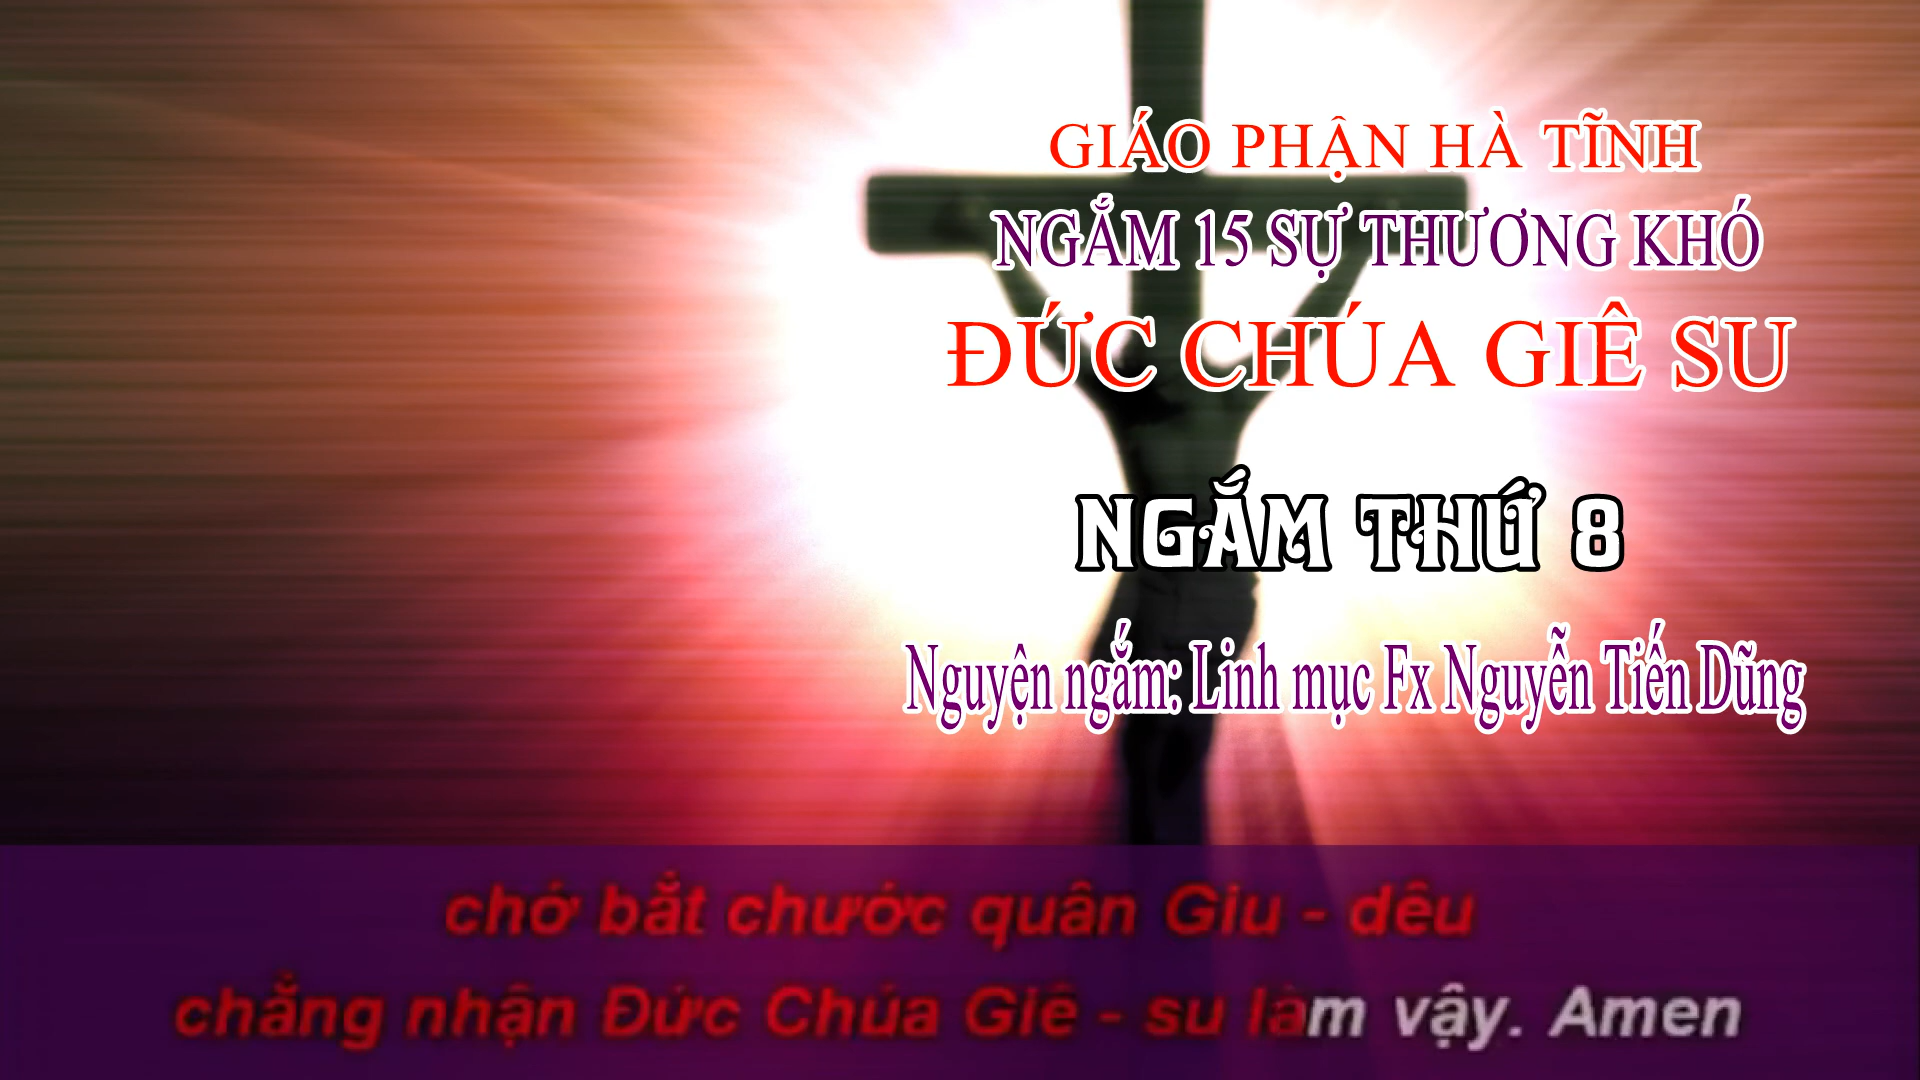 GIÁO PHẬN HÀ TĨNH
NGẮM 15 SỰ THƯƠNG KHÓ
ĐỨC CHÚA GIÊ SU
NGẮM THỨ 8
Nguyện ngắm: Linh mục Fx Nguyễn Tiến Dũng
chớ bắt chước quân Giu - dêu
chẳng nhận Đức Chúa Giê - su làm vậy. Amen